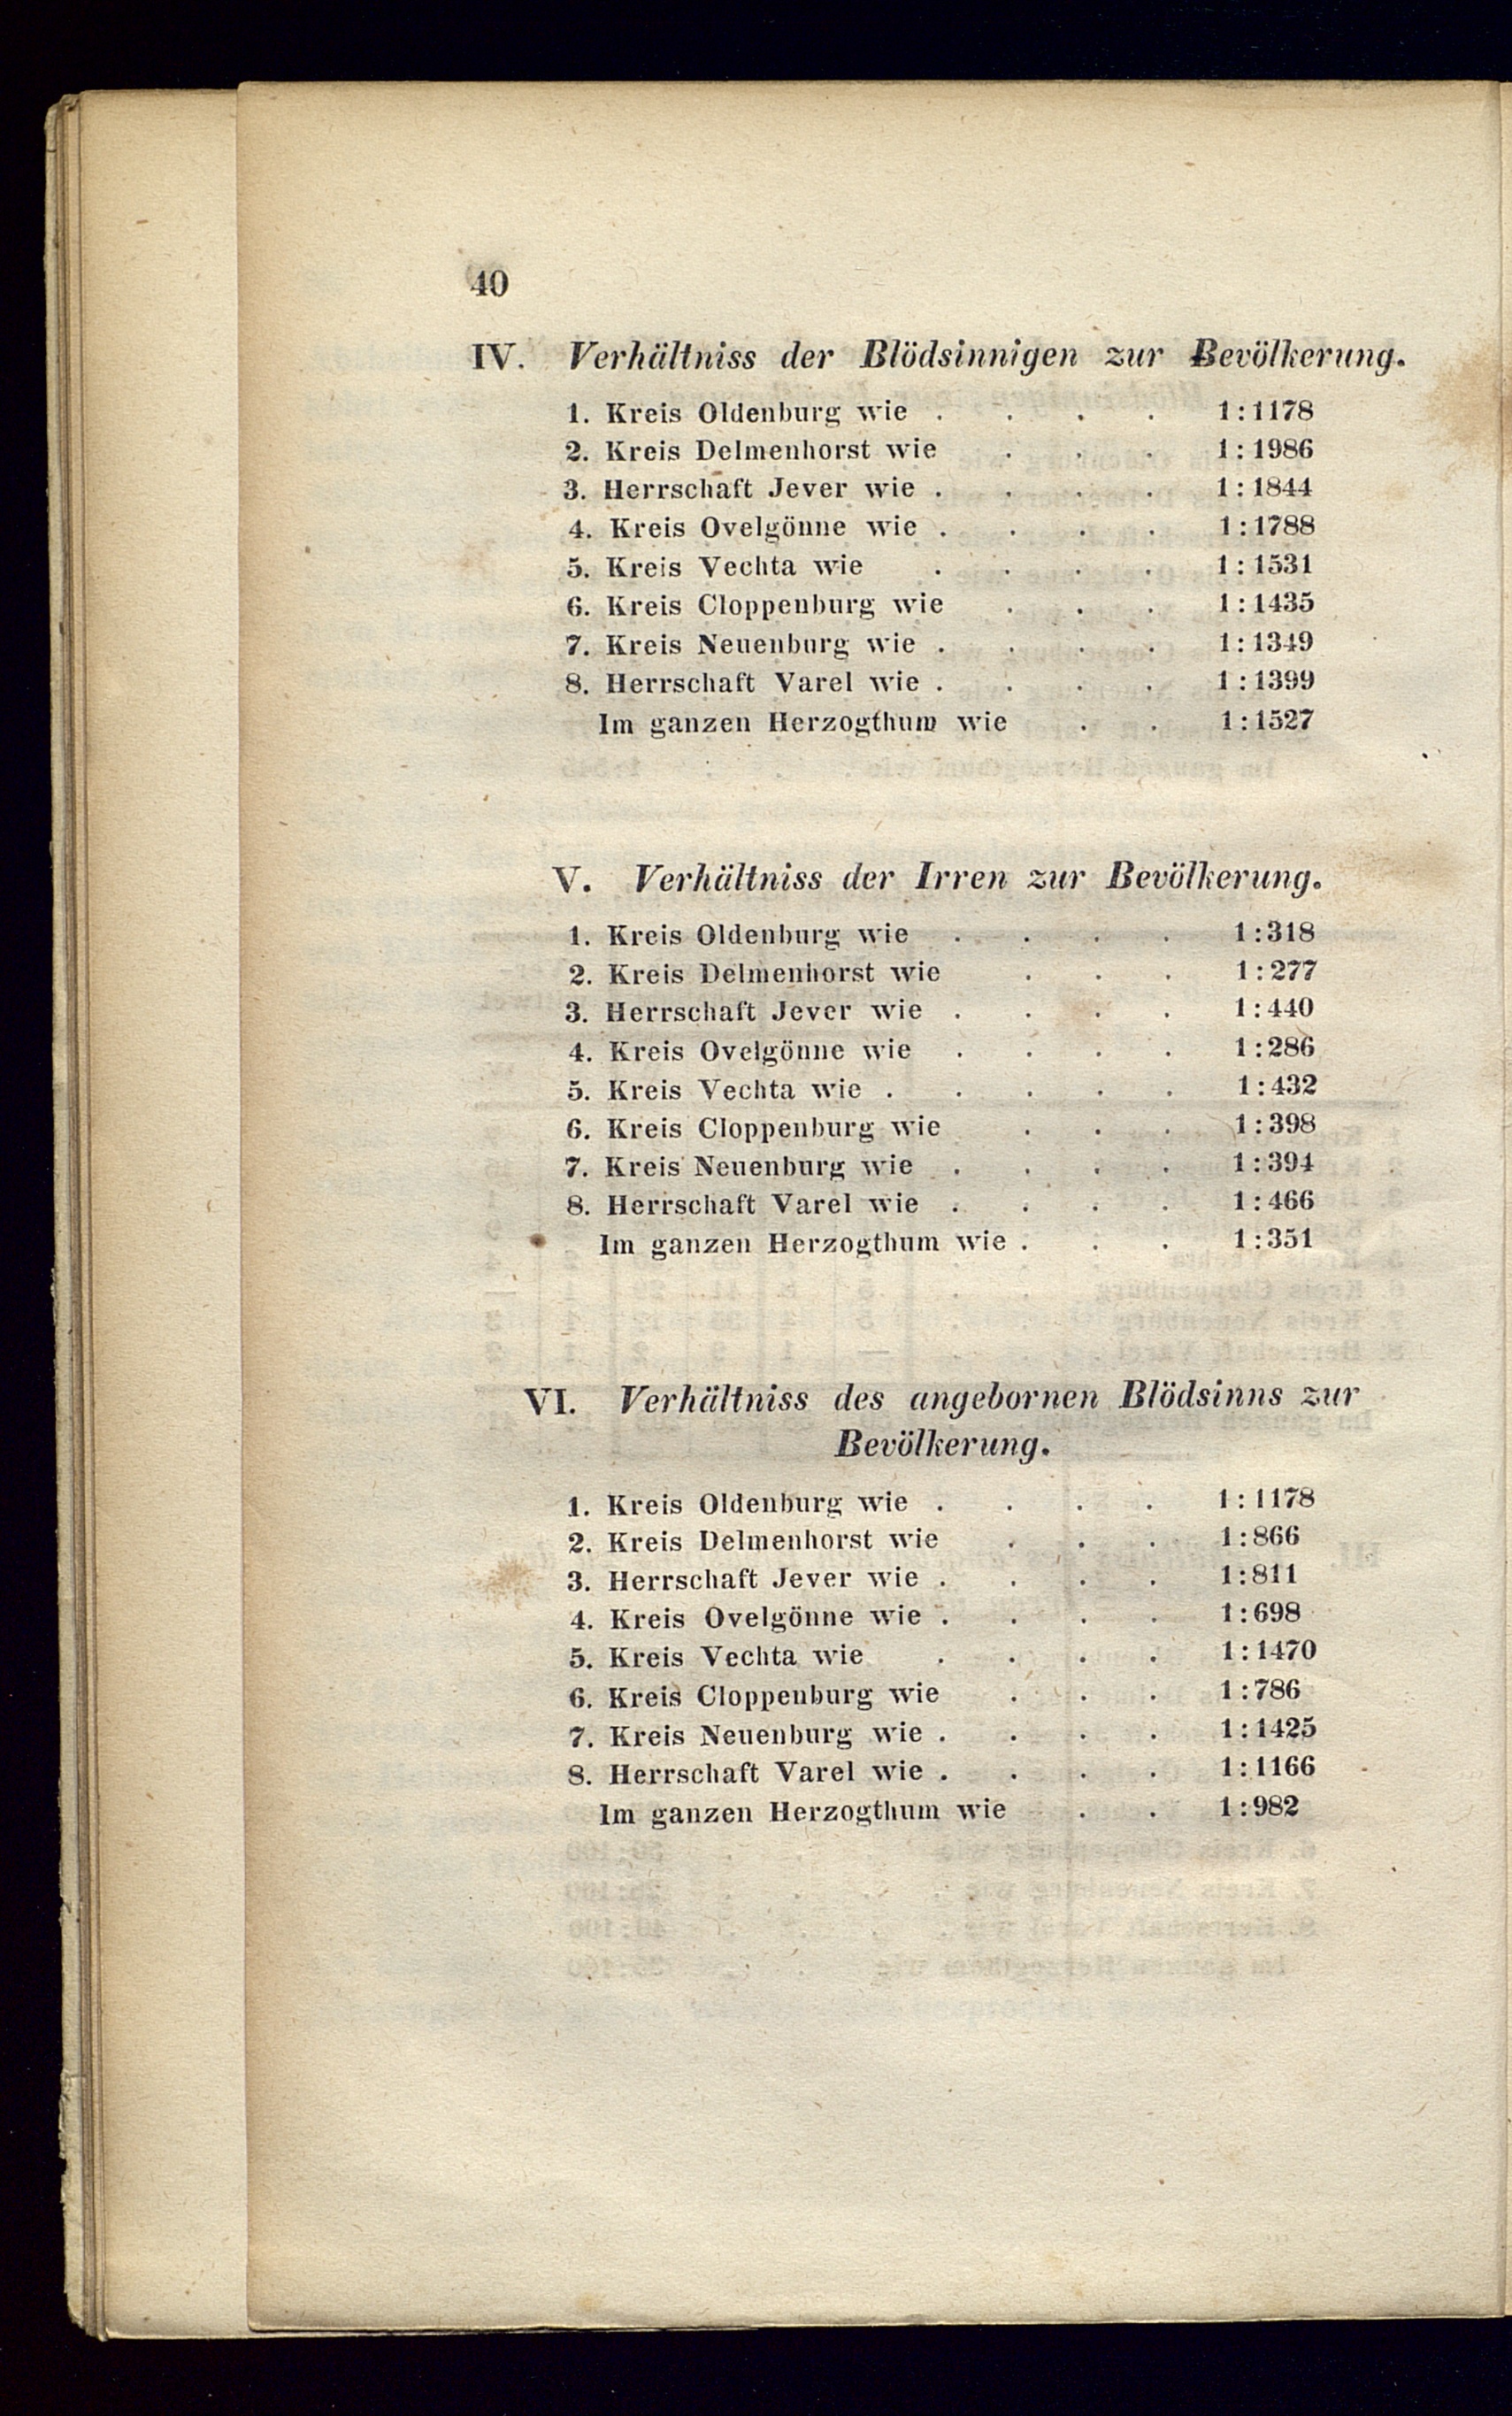 40
IV. Verhältniss der Blödsinnigen zur Bevölkerung.
1. Kreis Oldenburg wie . . . . 1:1178
2. Kreis Delmenhorst wie . . . 1:1986
3. Herrschaft Jever wie . . . . 1:1844
4. Kreis Ovelgönne wie . . . . 1:1788
5. Kreis Vechta wie . . . . 1:1531
6. Kreis Cloppenburg wie . . . 1:1435
7. Kreis Neuenburg wie . . . . 1:1349
8. Herrschaft Varel wie . . . . 1:1399
Im ganzen Herzogthum wie . . 1:1527
V. Verhältniss der Irren zur Bevölkerung.
1. Kreis Oldenburg wie . . . . 1:318
2. Kreis Delmenhorst wie . . . 1:277
3. Herrschaft Jever wie . . . . 1:440
4. Kreis Ovelgönne wie . . . . 1:286
5. Kreis Vechta wie . . . . . 1:432
6. Kreis Cloppenburg wie . . . 1:398
7. Kreis Neuenburg wie . . . . 1:394
8. Herrschaft Varel wie . . . . 1:466
Im ganzen Herzogthum wie . . . 1:351
VI. Verhältniss des angebornen Blödsinns zur
Bevölkerung.
1. Kreis Oldenburg wie . . . . 1:1178
2. Kreis Delmenhorst wie . . . 1:866
3. Herrschaft Jever wie . . . . 1:811
4. Kreis Ovelgönne wie . . . . 1:698
5. Kreis Vechta wie . . . . 1:1470
6. Kreis Cloppenburg wie . . . 1:786
7. Kreis Neuenburg wie . . . . 1:1425
8. Herrschaft Varel wie . . . . 1:1166
Im ganzen Herzogthum wie . . 1:982